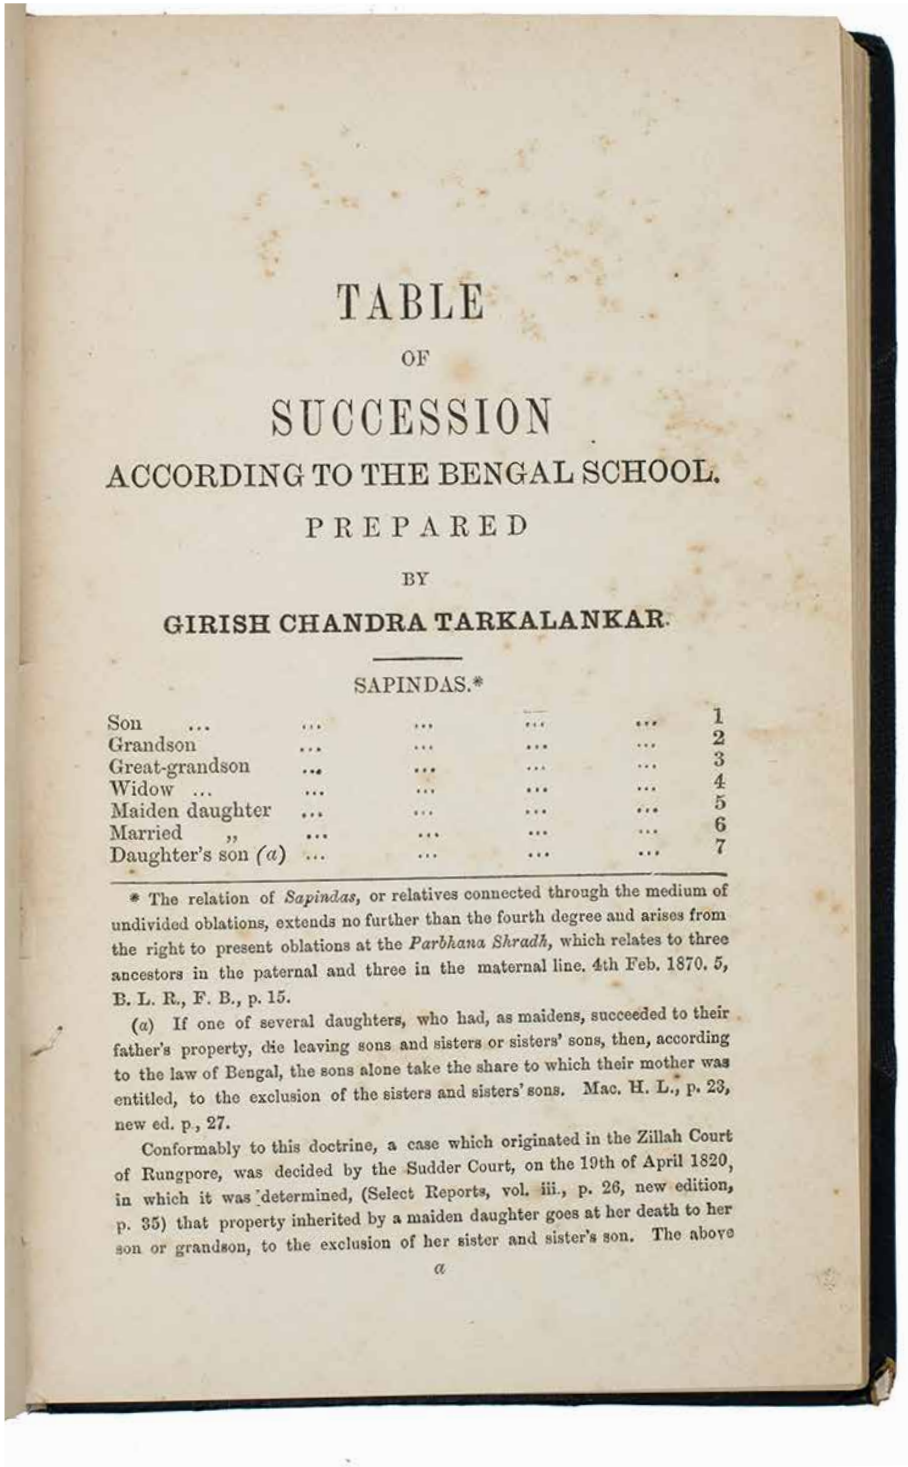 TABLE
OF
SUCCESSION
ACCORDING TO THE BENGAL SCHOOL.
PREPARED
BY
GIRISH CHANDRA TARKALANKAR.
SAPINDAS.*
Son ... ... ... ... ... 1
Grandson ... ... ... ... 2
Great-grandson ... ... ... ... 3
Widow ... ... ... ... ... 4
Maiden daughter ... ... ... ... 5
Married „ ... ... ... ... 6
Daughter's son (a) ... ... ... ... 7
* The relation of Sapindas, or relatives connected through the medium of
undivided oblations, extends no further than the fourth degree and arises from
the right to present oblations at the Parbhana Shradh, which relates to three
ancestors in the paternal and three in the maternal line. 4th Feb. 1870. 5,
B. L. R., F. B., p. 15.
(a) If one of several daughters, who had, as maidens, succeeded to their
father's property, die leaving sons and sisters or sisters' sons, then, according
to the law of Bengal, the sons alone take the share to which their mother was
entitled, to the exclusion of the sisters and sisters' sons. Mac. H. L., p. 23,
new ed. p., 27.
Conformably to this doctrine, a case which originated in the Zillah Court
of Rungpore, was decided by the Sudder Court, on the 19th of April 1820,
in which it was determined, (Select Reports, vol. iii., p. 26, new edition,
p. 35) that property inherited by a maiden daughter goes at her death to her
son or grandson, to the exclusion of her sister and sister's son. The above
a